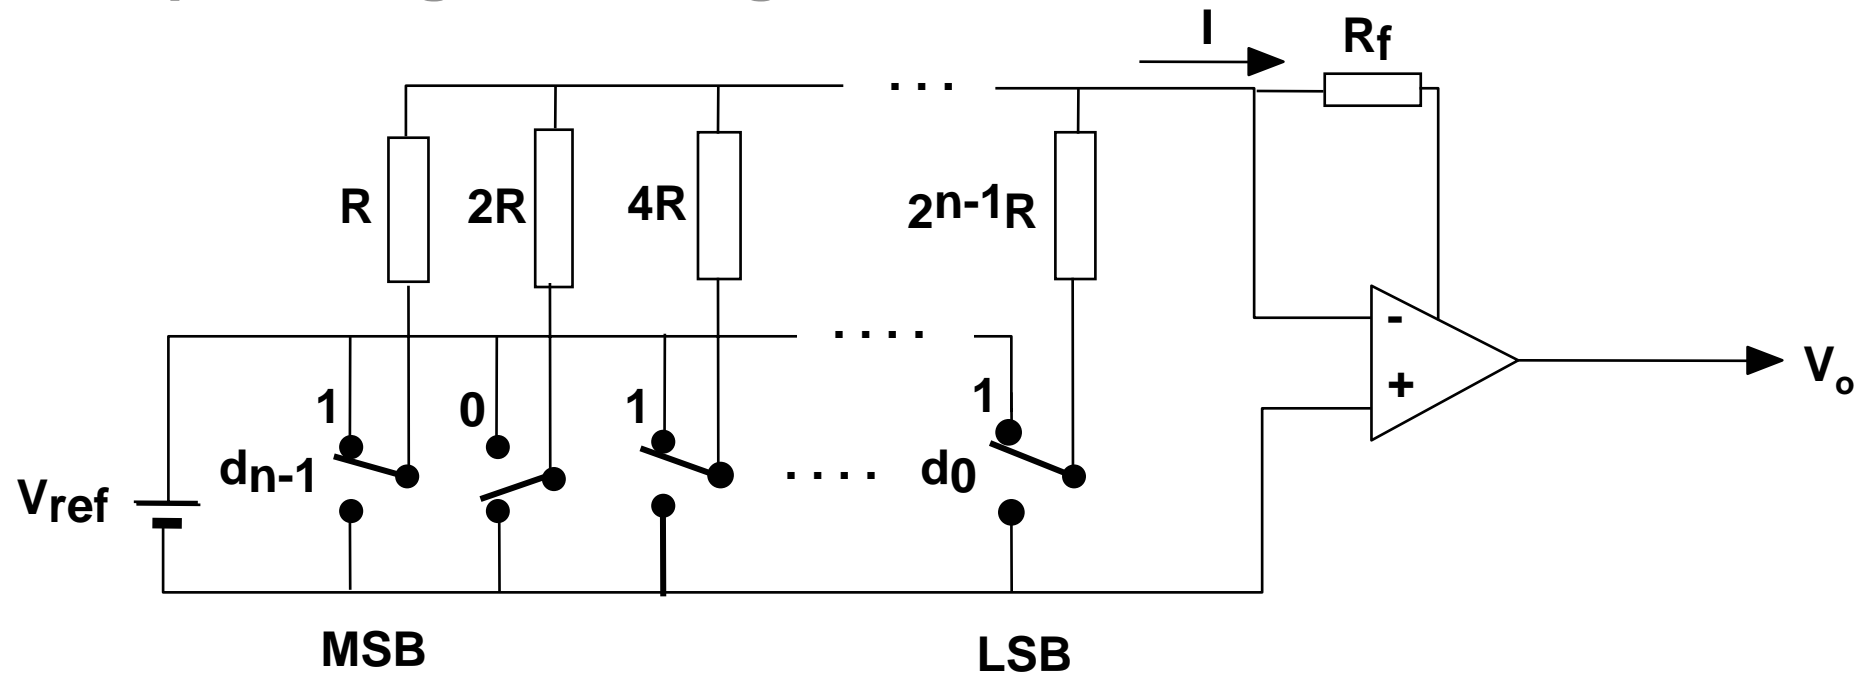 I
Rf
R
2R
4R
2n-1R
. . .
. . . .
1
0
1
1
dn-1
. . . .
d0
-
+
Vo
Vref
MSB
LSB